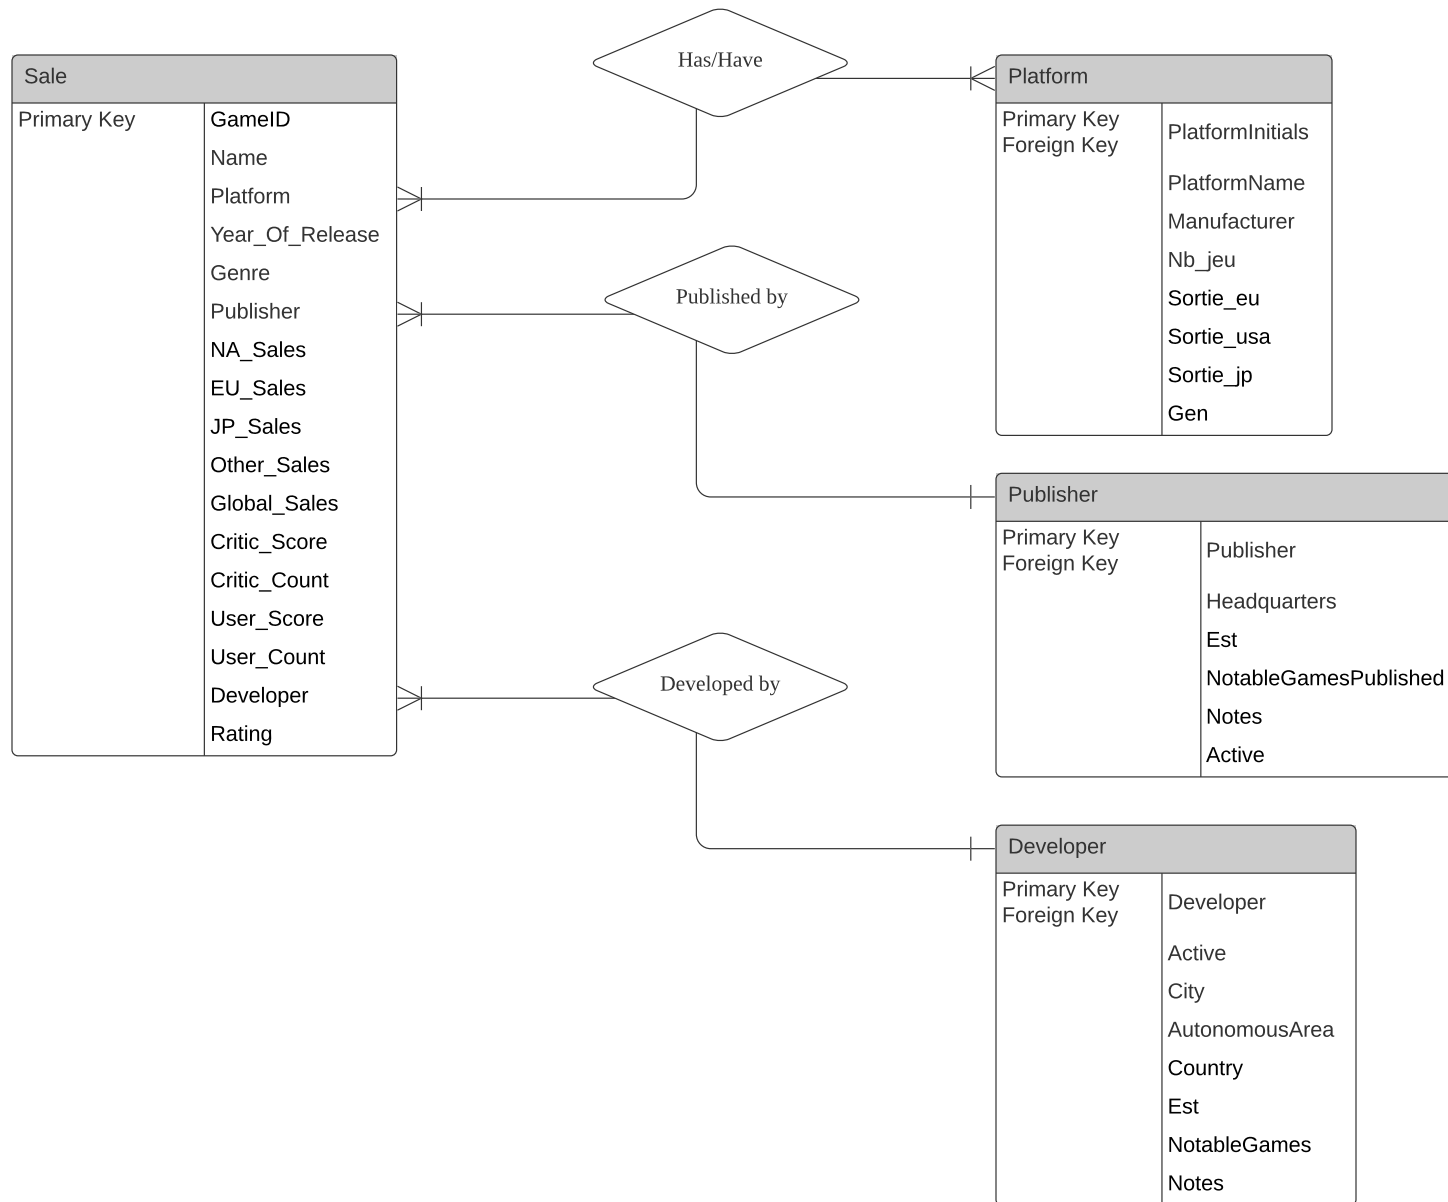 Sale
Primary Key
GameID
Name
Platform
Year_Of_Release
Genre
Publisher
NA_Sales
EU_Sales
JP_Sales
Other_Sales
Global_Sales
Critic_Score
Critic_Count
User_Score
User_Count
Developer
Rating
Has/Have
Published by
Developed by
Platform
Primary Key
Foreign Key
PlatformInitials
PlatformName
Manufacturer
Nb_jeu
Sortie_eu
Sortie_usa
Sortie_jp
Gen
Publisher
Primary Key
Foreign Key
Publisher
Headquarters
Est
NotableGamesPublished
Notes
Active
Developer
Primary Key
Foreign Key
Developer
Active
City
AutonomousArea
Country
Est
NotableGames
Notes